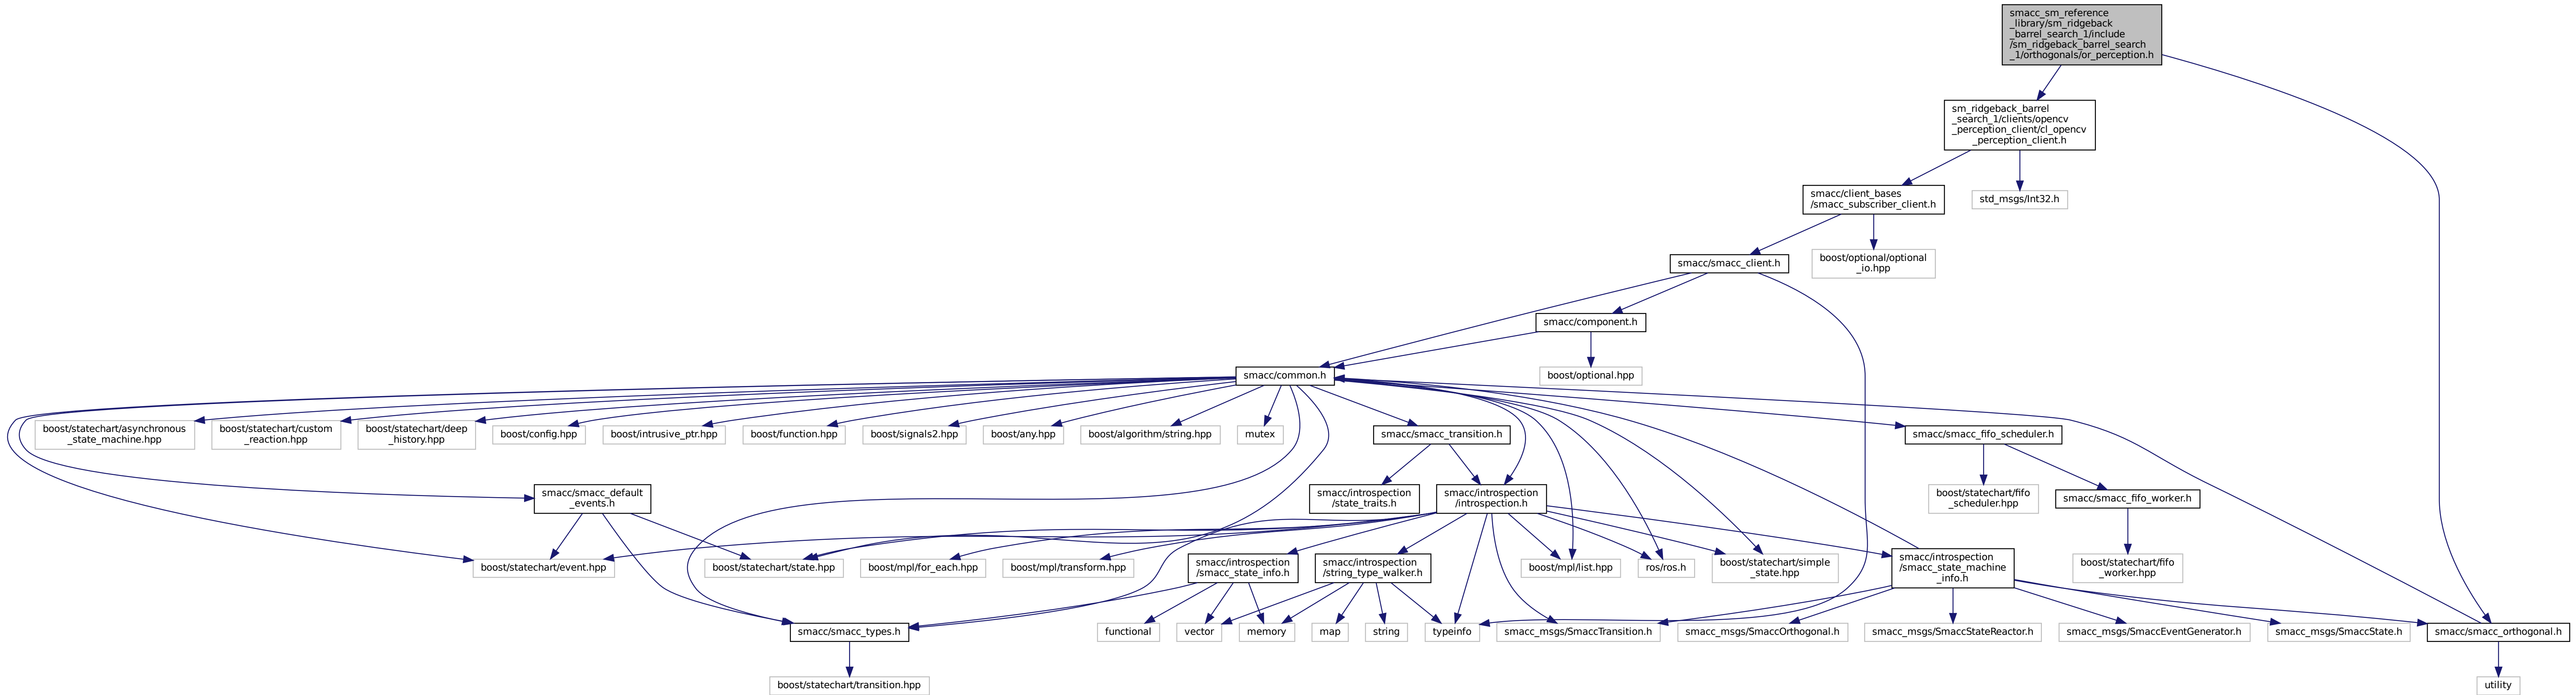 smacc_sm_reference
_library/sm_ridgeback
_barrel_search_1/include
/sm_ridgeback_barrel_search
_1/orthogonals/or_perception.h
sm_ridgeback_barrel
_search_1/clients/opencv
_perception_client/cl_opencv
_perception_client.h
smacc/client_bases
/smacc_subscriber_client.h
std_msgs/Int32.h
smacc/smacc_client.h
boost/optional/optional
_io.hpp
smacc/component.h
smacc/common.h
boost/optional.hpp
boost/statechart/asynchronous
_state_machine.hpp
boost/statechart/custom
_reaction.hpp
boost/statechart/deep
_history.hpp
boost/config.hpp
boost/intrusive_ptr.hpp
boost/function.hpp
boost/signals2.hpp
boost/any.hpp
boost/algorithm/string.hpp
mutex
smacc/smacc_transition.h
smacc/smacc_fifo_scheduler.h
smacc/smacc_default
_events.h
smacc/introspection
/state_traits.h
smacc/introspection
/introspection.h
boost/statechart/fifo
_scheduler.hpp
smacc/smacc_fifo_worker.h
boost/statechart/event.hpp
boost/statechart/state.hpp
boost/mpl/for_each.hpp
boost/mpl/transform.hpp
smacc/introspection
/smacc_state_info.h
smacc/introspection
/string_type_walker.h
boost/mpl/list.hpp
ros/ros.h
boost/statechart/simple
_state.hpp
smacc/introspection
/smacc_state_machine
_info.h
boost/statechart/fifo
_worker.hpp
smacc/smacc_types.h
functional
vector
memory
map
string
typeinfo
smacc_msgs/SmaccTransition.h
smacc_msgs/SmaccOrthogonal.h
smacc_msgs/SmaccStateReactor.h
smacc_msgs/SmaccEventGenerator.h
smacc_msgs/SmaccState.h
smacc/smacc_orthogonal.h
boost/statechart/transition.hpp
utility